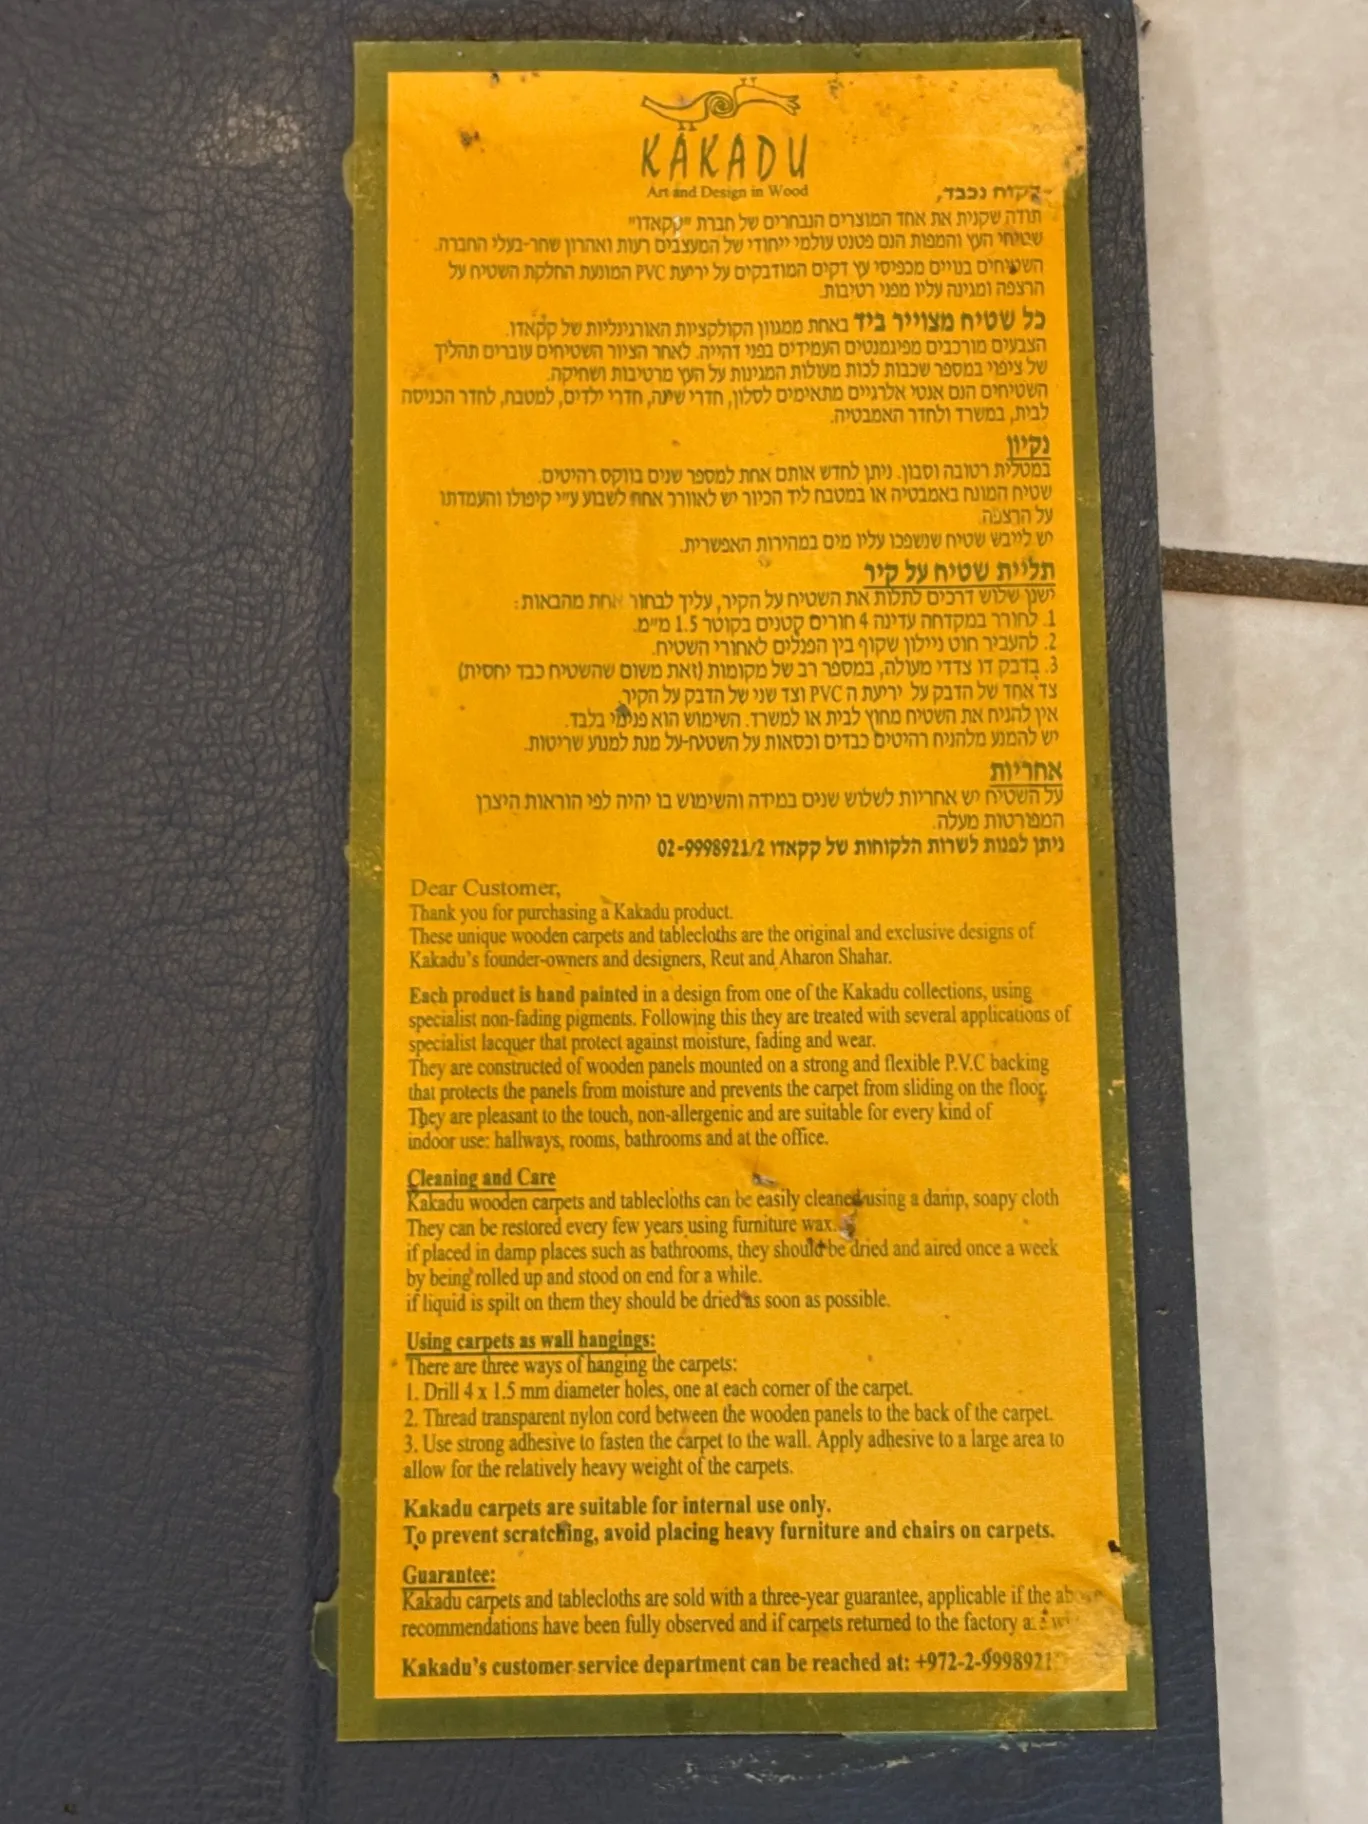 KAKADU
Art and Design in Wood
לקוח נכבד,
תודה שקנית את אחד המוצרים הנבחרים של חברת "קקאדו"
שטיחי העץ והמפות הנם פטנט עולמי ייחודי של המעצבים רעות ואהרון שחר-בעלי החברה.
השטיחים בנויים מכפיסי עץ דקים המודבקים על יריעת PVC המונעת החלקת השטיח על
הרצפה ומגינה עליו מפני רטיבות.
כל שטיח מצוייר ביד באחת ממגוון הקולקציות האורגינליות של קקאדו.
הצבעים מורכבים מפיגמנטים העמידים בפני דהייה. לאחר הציור השטיחים עוברים תהליך
של ציפוי במספר שכבות לכות מעולות המגינות על העץ מרטיבות ושחיקה.
השטיחים הנם אנטי אלרגיים מתאימים לסלון, חדרי שינה, חדרי ילדים, למטבח, לחדר הכניסה
לבית, במשרד ולחדר האמבטיה.
נקיון
במטלית רטובה וסבון. ניתן לחדש אותם אחת למספר שנים בווקס רהיטים.
שטיח המונח באמבטיה או במטבח ליד הכיור יש לאוורר אחת לשבוע ע"י קיפולו והעמדתו
על הרצפה.
יש לייבש שטיח שנשפכו עליו מים במהירות האפשרית.
תליית שטיח על קיר
ישנן שלוש דרכים לתלות את השטיח על הקיר, עליך לבחור אחת מהבאות:
1. לחורר במקדחה עדינה 4 חורים קטנים בקוטר 1.5 מ"מ.
2. להעביר חוט ניילון שקוף בין הפנלים לאחורי השטיח.
3. בדבק דו צדדי מעולה, במספר רב של מקומות (זאת משום שהשטיח כבד יחסית)
צד אחד של הדבק על יריעת ה PVC וצד שני של הדבק על הקיר.
אין להניח את השטיח מחוץ לבית או למשרד. השימוש הוא פנימי בלבד.
יש להמנע מלהניח רהיטים כבדים וכסאות על השטיח-על מנת למנוע שריטות.
אחריות
על השטיח יש אחריות לשלוש שנים במידה והשימוש בו יהיה לפי הוראות היצרן
המפורטות מעלה.
ניתן לפנות לשרות הלקוחות של קקאדו 02-9998921/2
Dear Customer,
Thank you for purchasing a Kakadu product.
These unique wooden carpets and tablecloths are the original and exclusive designs of
Kakadu's founder-owners and designers, Reut and Aharon Shahar.
Each product is hand painted in a design from one of the Kakadu collections, using
specialist non-fading pigments. Following this they are treated with several applications of
specialist lacquer that protect against moisture, fading and wear.
They are constructed of wooden panels mounted on a strong and flexible P.V.C backing
that protects the panels from moisture and prevents the carpet from sliding on the floor.
They are pleasant to the touch, non-allergenic and are suitable for every kind of
indoor use: hallways, rooms, bathrooms and at the office.
Cleaning and Care
Kakadu wooden carpets and tablecloths can be easily cleaned using a damp, soapy cloth
They can be restored every few years using furniture wax.
if placed in damp places such as bathrooms, they should be dried and aired once a week
by being rolled up and stood on end for a while.
if liquid is spilt on them they should be dried as soon as possible.
Using carpets as wall hangings:
There are three ways of hanging the carpets:
1. Drill 4 x 1.5 mm diameter holes, one at each corner of the carpet.
2. Thread transparent nylon cord between the wooden panels to the back of the carpet.
3. Use strong adhesive to fasten the carpet to the wall. Apply adhesive to a large area to
allow for the relatively heavy weight of the carpets.
Kakadu carpets are suitable for internal use only.
To prevent scratching, avoid placing heavy furniture and chairs on carpets.
Guarantee:
Kakadu carpets and tablecloths are sold with a three-year guarantee, applicable if the above
recommendations have been fully observed and if carpets returned to the factory
Kakadu's customer service department can be reached at: +972-2-9998921